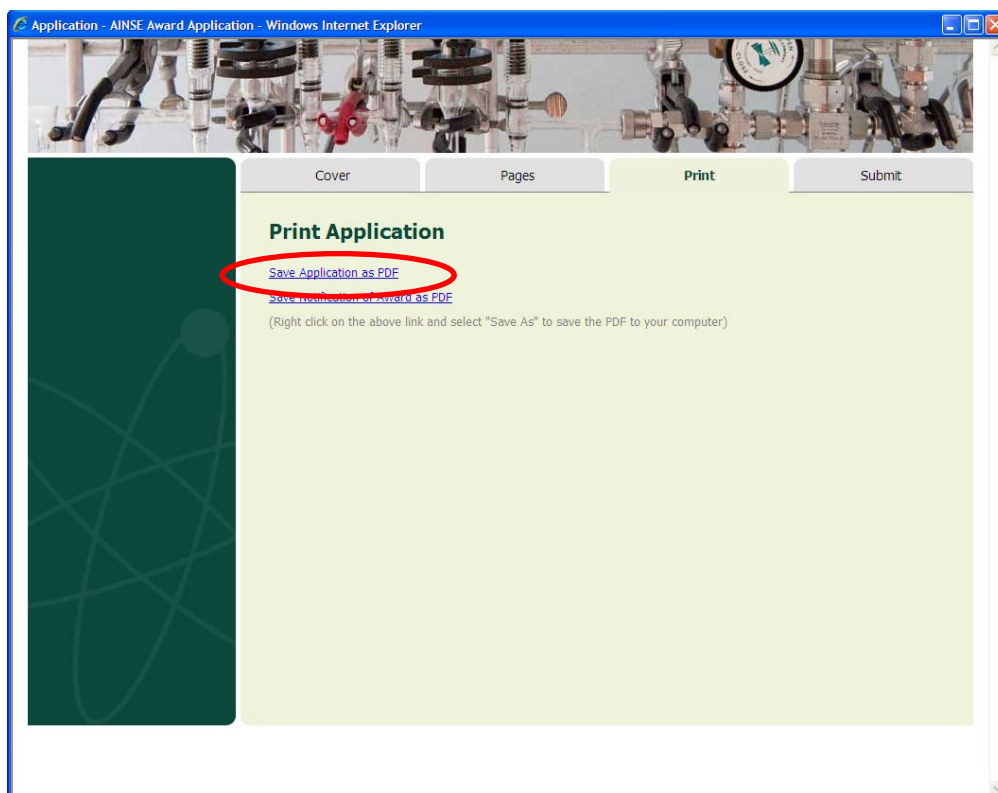 Application - AINSE Award Application - Windows Internet Explorer
Cover Pages Print Submit
Print Application
Save Application as PDF
Save Notification of Award as PDF
(Right click on the above link and select "Save As" to save the PDF to your computer)